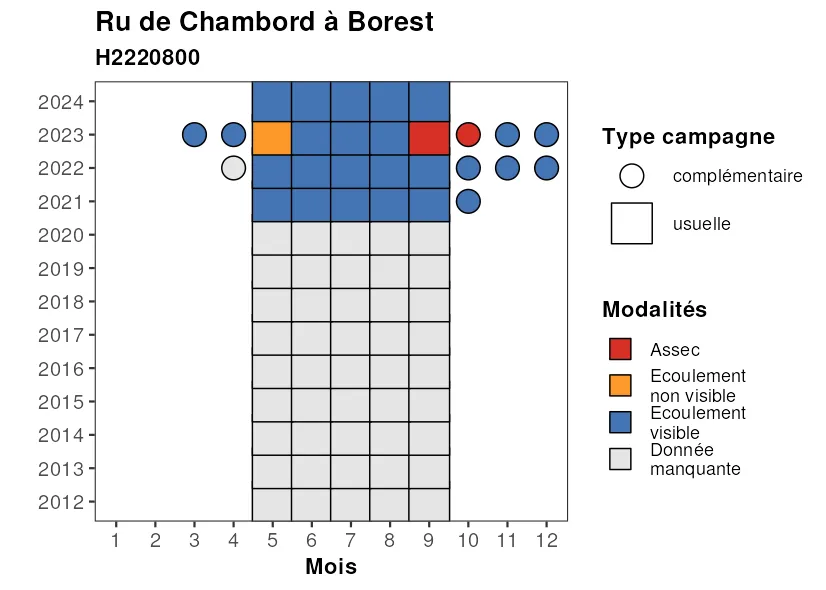 Ru de Chambord à Borest
H2220800
2024
2023
2022
2021
2020
2019
2018
2017
2016
2015
2014
2013
2012
1 2 3 4 5 6 7 8 9 10 11 12
Mois
Type campagne
complémentaire
usuelle
Modalités
Assec
Ecoulement
non visible
Ecoulement
visible
Donnée
manquante